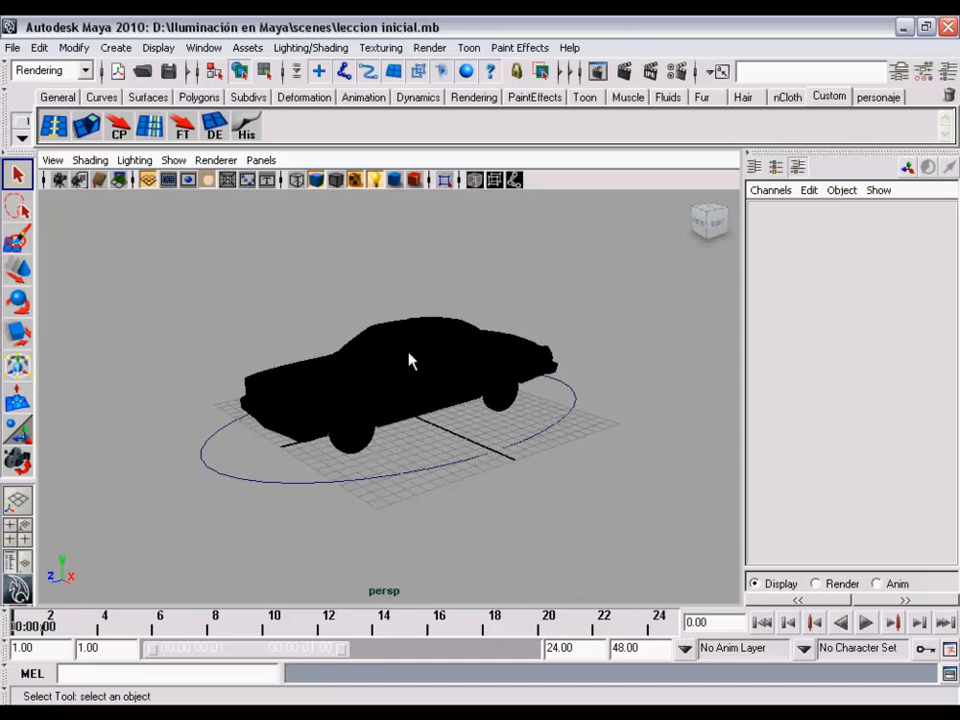 Autodesk Maya 2010: D:\Iluminación en Maya\scenes\leccion inicial.mb
File Edit Modify Create Display Window Assets Lighting/Shading Texturing Render Toon Paint Effects Help
Rendering
General Curves Surfaces Polygons Subdivs Deformation Animation Dynamics Rendering PaintEffects Toon Muscle Fluids Fur Hair nCloth Custom personaje
CP FT DE His
View Shading Lighting Show Renderer Panels
Channels Edit Object Show
persp
Z X
Display Render Anim
<< >>
2 4 6 8 10 12 14 16 18 20 22 24
0:00.00
0.00
1.00 1.00 24.00 48.00 No Anim Layer No Character Set
MEL
Select Tool: select an object